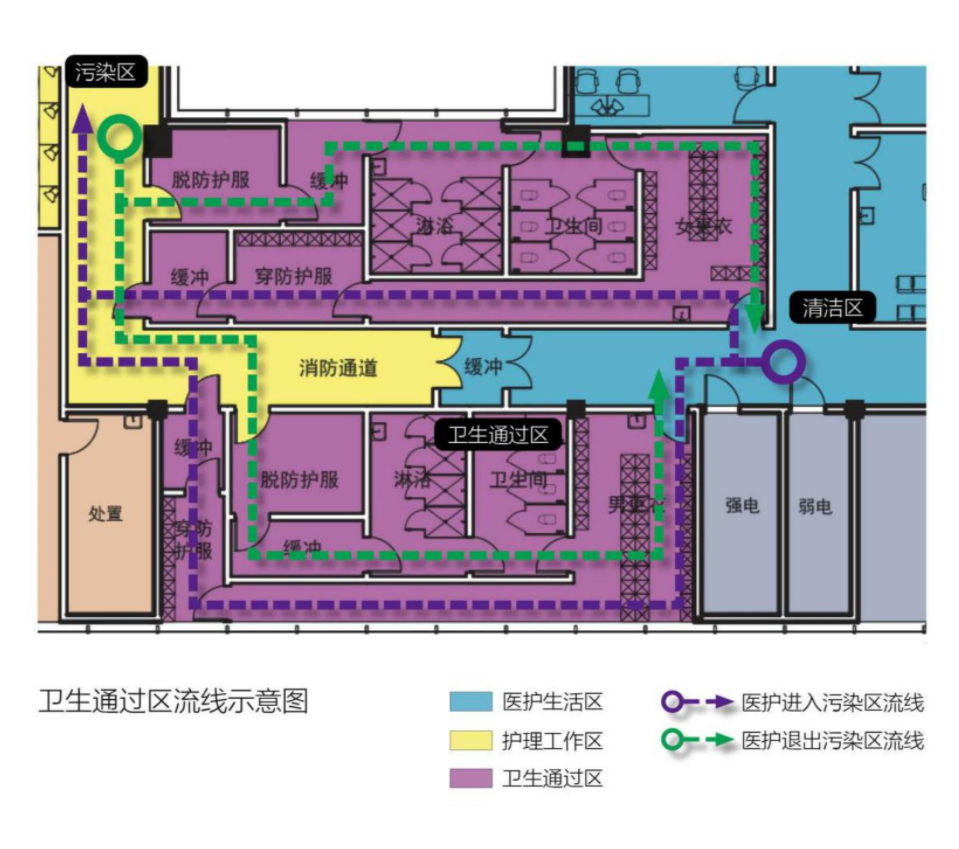 污染区
脱防护服
缓冲
淋浴
卫生间
女更衣
缓冲
穿防护服
清洁区
消防通道
缓冲
卫生通过区
缓冲
脱防护服
淋浴
卫生间
男更衣
强电
弱电
处置
穿防
护服
缓冲
卫生通过区流线示意图
医护生活区
护理工作区
卫生通过区
医护进入污染区流线
医护退出污染区流线